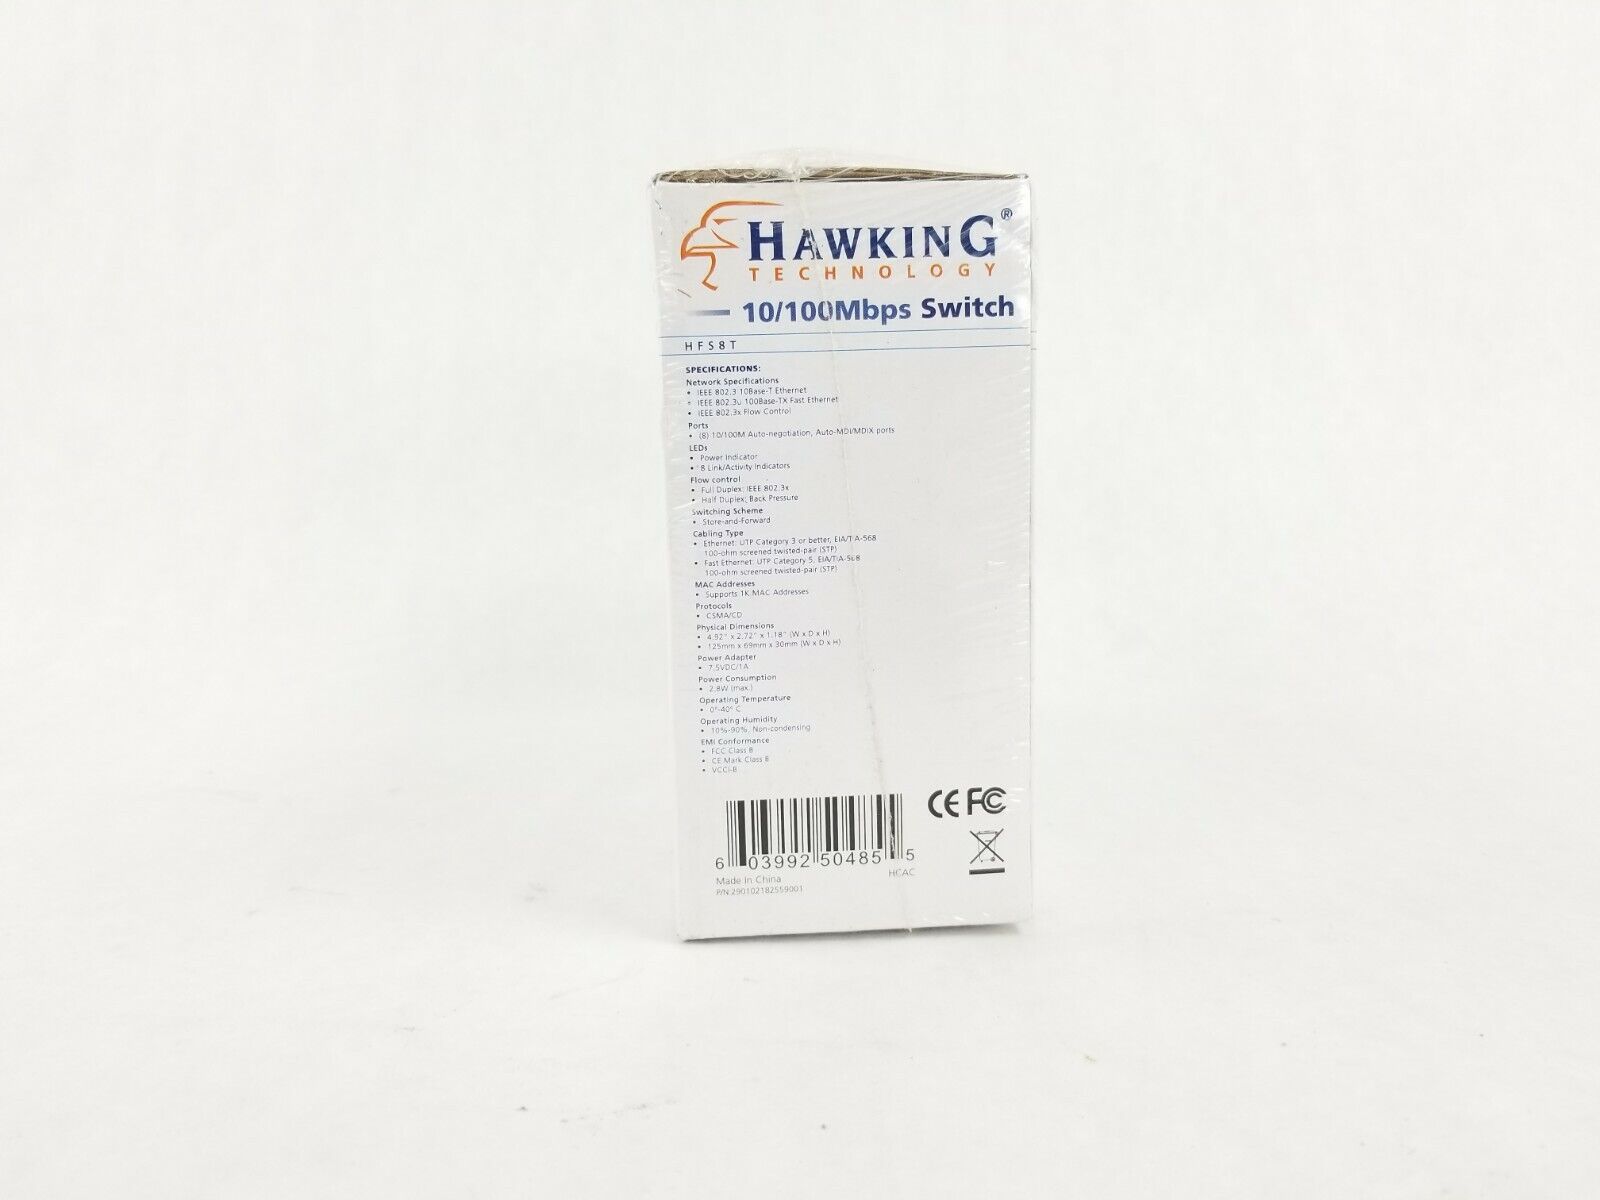 HAWKING®
TECHNOLOGY
10/100Mbps Switch
HFS8T
SPECIFICATIONS:
Network Specifications
• IEEE 802.3 10Base-T Ethernet
• IEEE 802.3u 100Base-TX Fast Ethernet
• IEEE 802.3x Flow Control
Ports
• (8) 10/100M Auto-negotiation, Auto-MDI/MDIX ports
LEDs
• Power Indicator
• 8 Link/Activity Indicators
Flow control
• Full Duplex: IEEE 802.3x
• Half Duplex: Back Pressure
Switching Scheme
• Store-and-Forward
Cabling Type
• Ethernet: UTP Category 3 or better, EIA/TIA-568
100-ohm screened twisted-pair (STP)
• Fast Ethernet: UTP Category 5, EIA/TIA-568
100-ohm screened twisted-pair (STP)
MAC Addresses
• Supports 1K MAC Addresses
Protocols
• CSMA/CD
Physical Dimensions
• 4.92" x 2.72" x 1.18" (W x D x H)
• 125mm x 69mm x 30mm (W x D x H)
Power Adapter
• 7.5VDC/1A
Power Consumption
• 2.8W (max.)
Operating Temperature
• 0°-40° C
Operating Humidity
• 10%-90%, Non-condensing
EMI Conformance
• FCC Class B
• CE Mark Class B
• VCCI-B
CE FC
6 03992 50485 5
Made In China HCAC
P/N 290102182559001